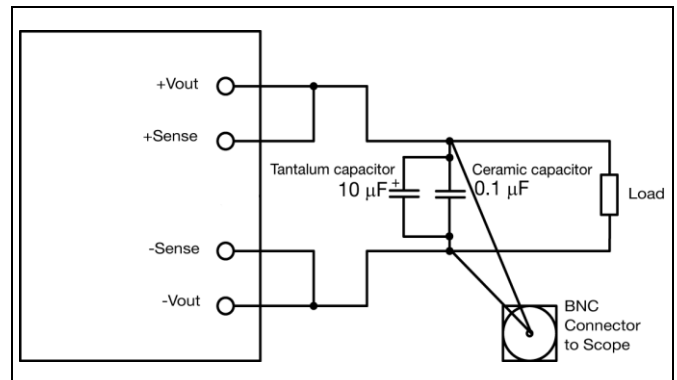 +Vout
+Sense
Tantalum capacitor
10 µF
+
Ceramic capacitor
0.1 µF
Load
-Sense
-Vout
BNC
Connector
to Scope